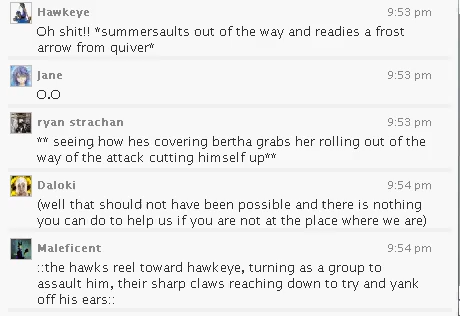 Hawkeye 9:53 pm
Oh shit!! *summersaults out of the way and readies a frost
arrow from quiver*
Jane 9:53 pm
O.O
ryan strachan 9:53 pm
** seeing how hes covering bertha grabs her rolling out of the
way of the attack cutting himself up**
Daloki 9:54 pm
(well that should not have been possible and there is nothing
you can do to help us if you are not at the place where we are)
Maleficent 9:54 pm
::the hawks reel toward hawkeye, turning as a group to
assault him, their sharp claws reaching down to try and yank
off his ears::